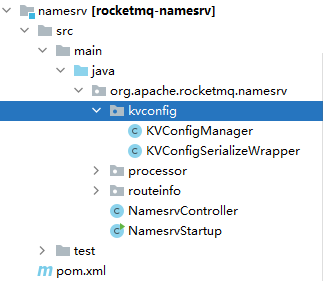 namesrv [rocketmq-namesrv]
src
main
java
org.apache.rocketmq.namesrv
kvconfig
KVConfigManager
KVConfigSerializeWrapper
processor
routeinfo
NamesrvController
NamesrvStartup
test
pom.xml